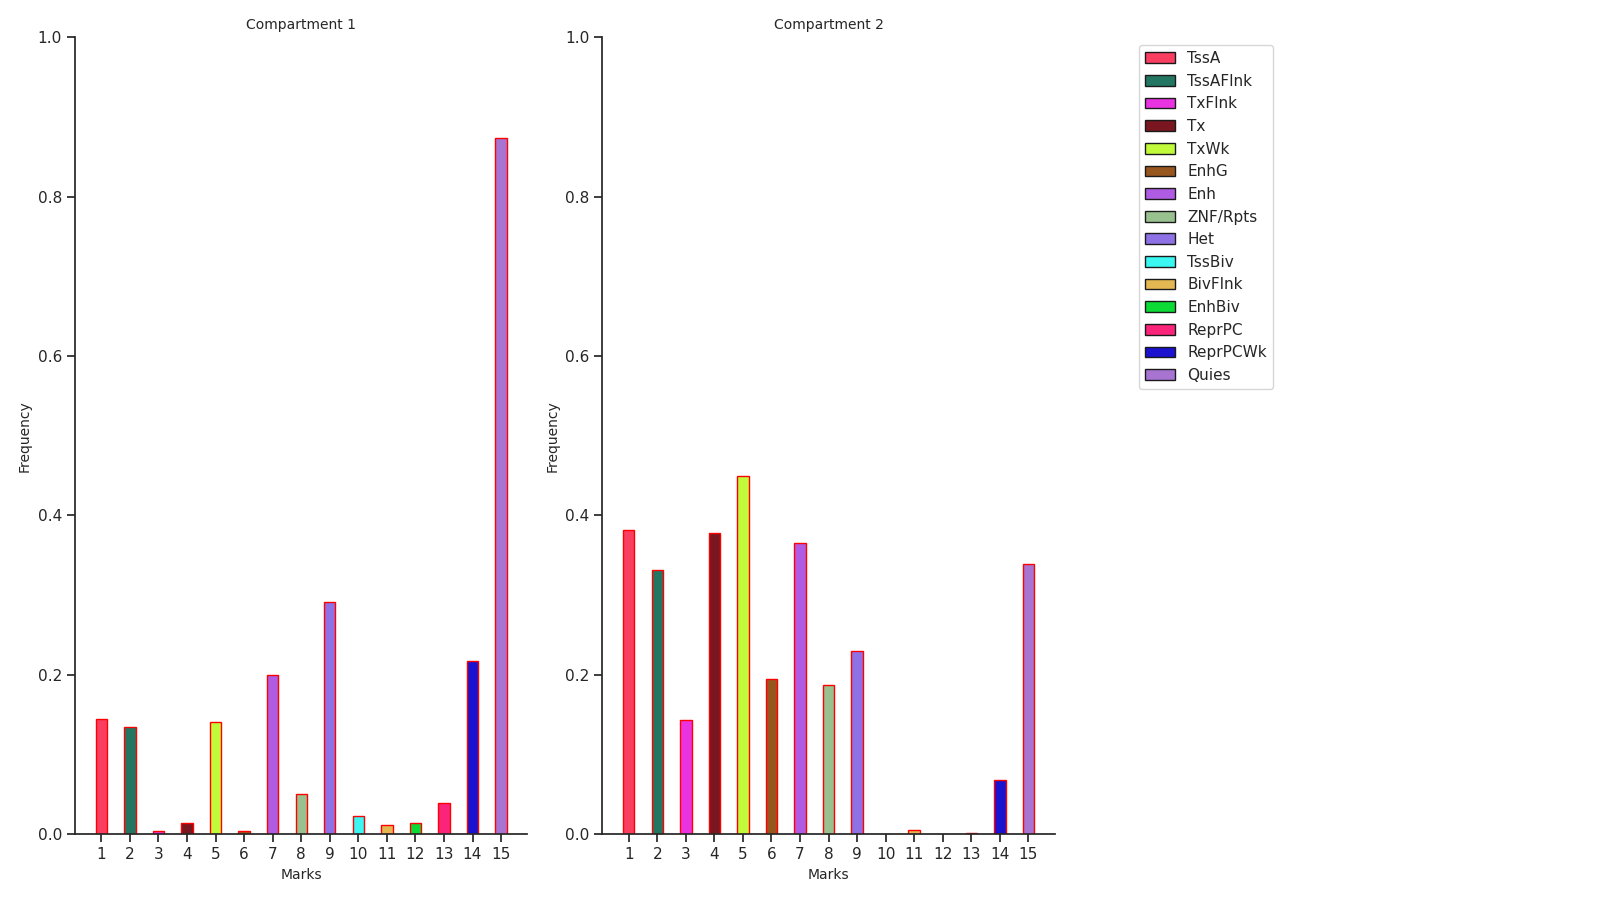 Compartment 1
1.0
0.8
0.6
0.4
0.2
0.0
Frequency
1 2 3 4 5 6 7 8 9 10 11 12 13 14 15
Marks
Compartment 2
1.0
0.8
0.6
0.4
0.2
0.0
Frequency
1 2 3 4 5 6 7 8 9 10 11 12 13 14 15
Marks
TssA
TssAFlnk
TxFlnk
Tx
TxWk
EnhG
Enh
ZNF/Rpts
Het
TssBiv
BivFlnk
EnhBiv
ReprPC
ReprPCWk
Quies